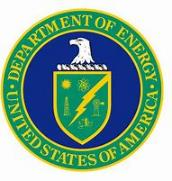 DEPARTMENT OF ENERGY
UNITED STATES OF AMERICA